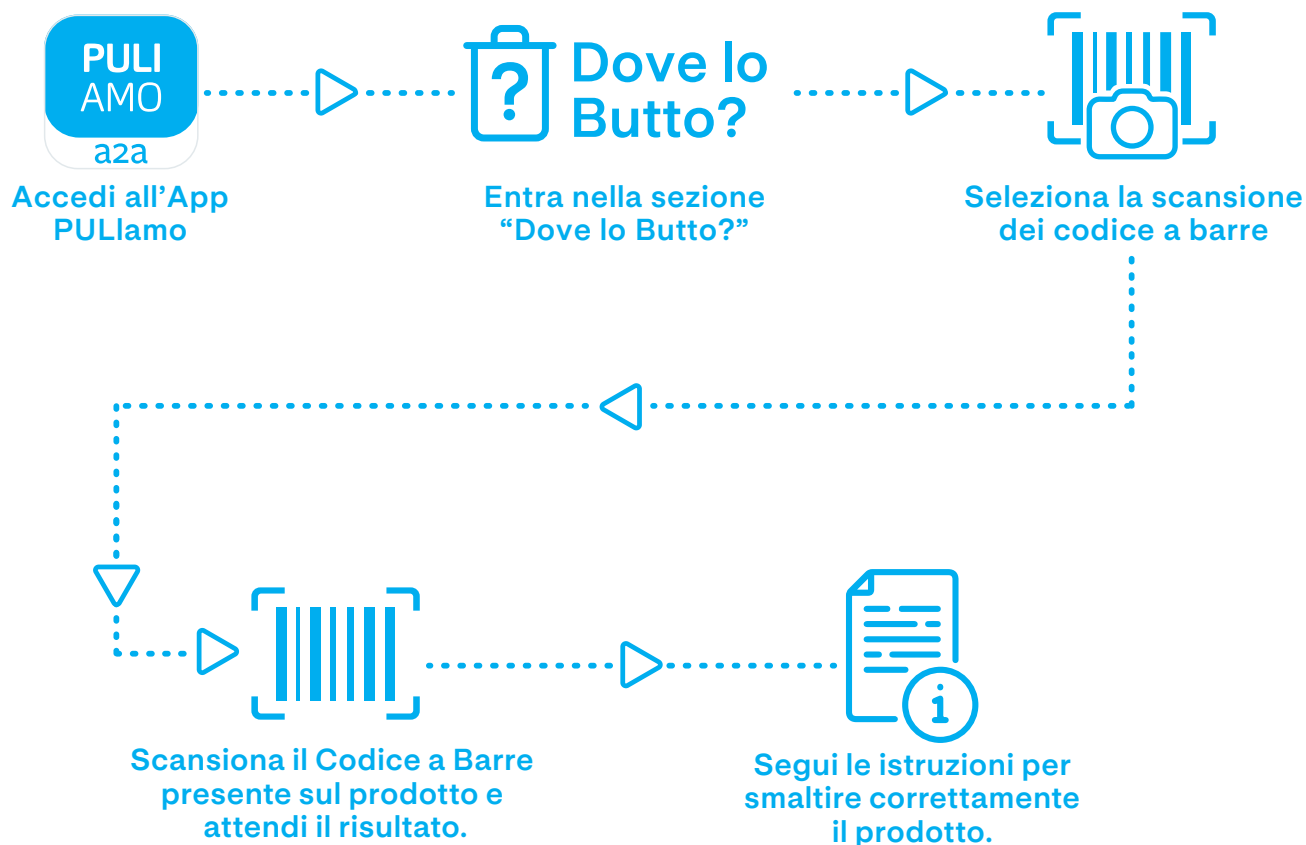 PULI
AMO
a2a
Accedi all’App
PULIamo
?
Dove lo
Butto?
Entra nella sezione
“Dove lo Butto?”
Seleziona la scansione
dei codice a barre
Scansiona il Codice a Barre
presente sul prodotto e
attendi il risultato.
i
Segui le istruzioni per
smaltire correttamente
il prodotto.